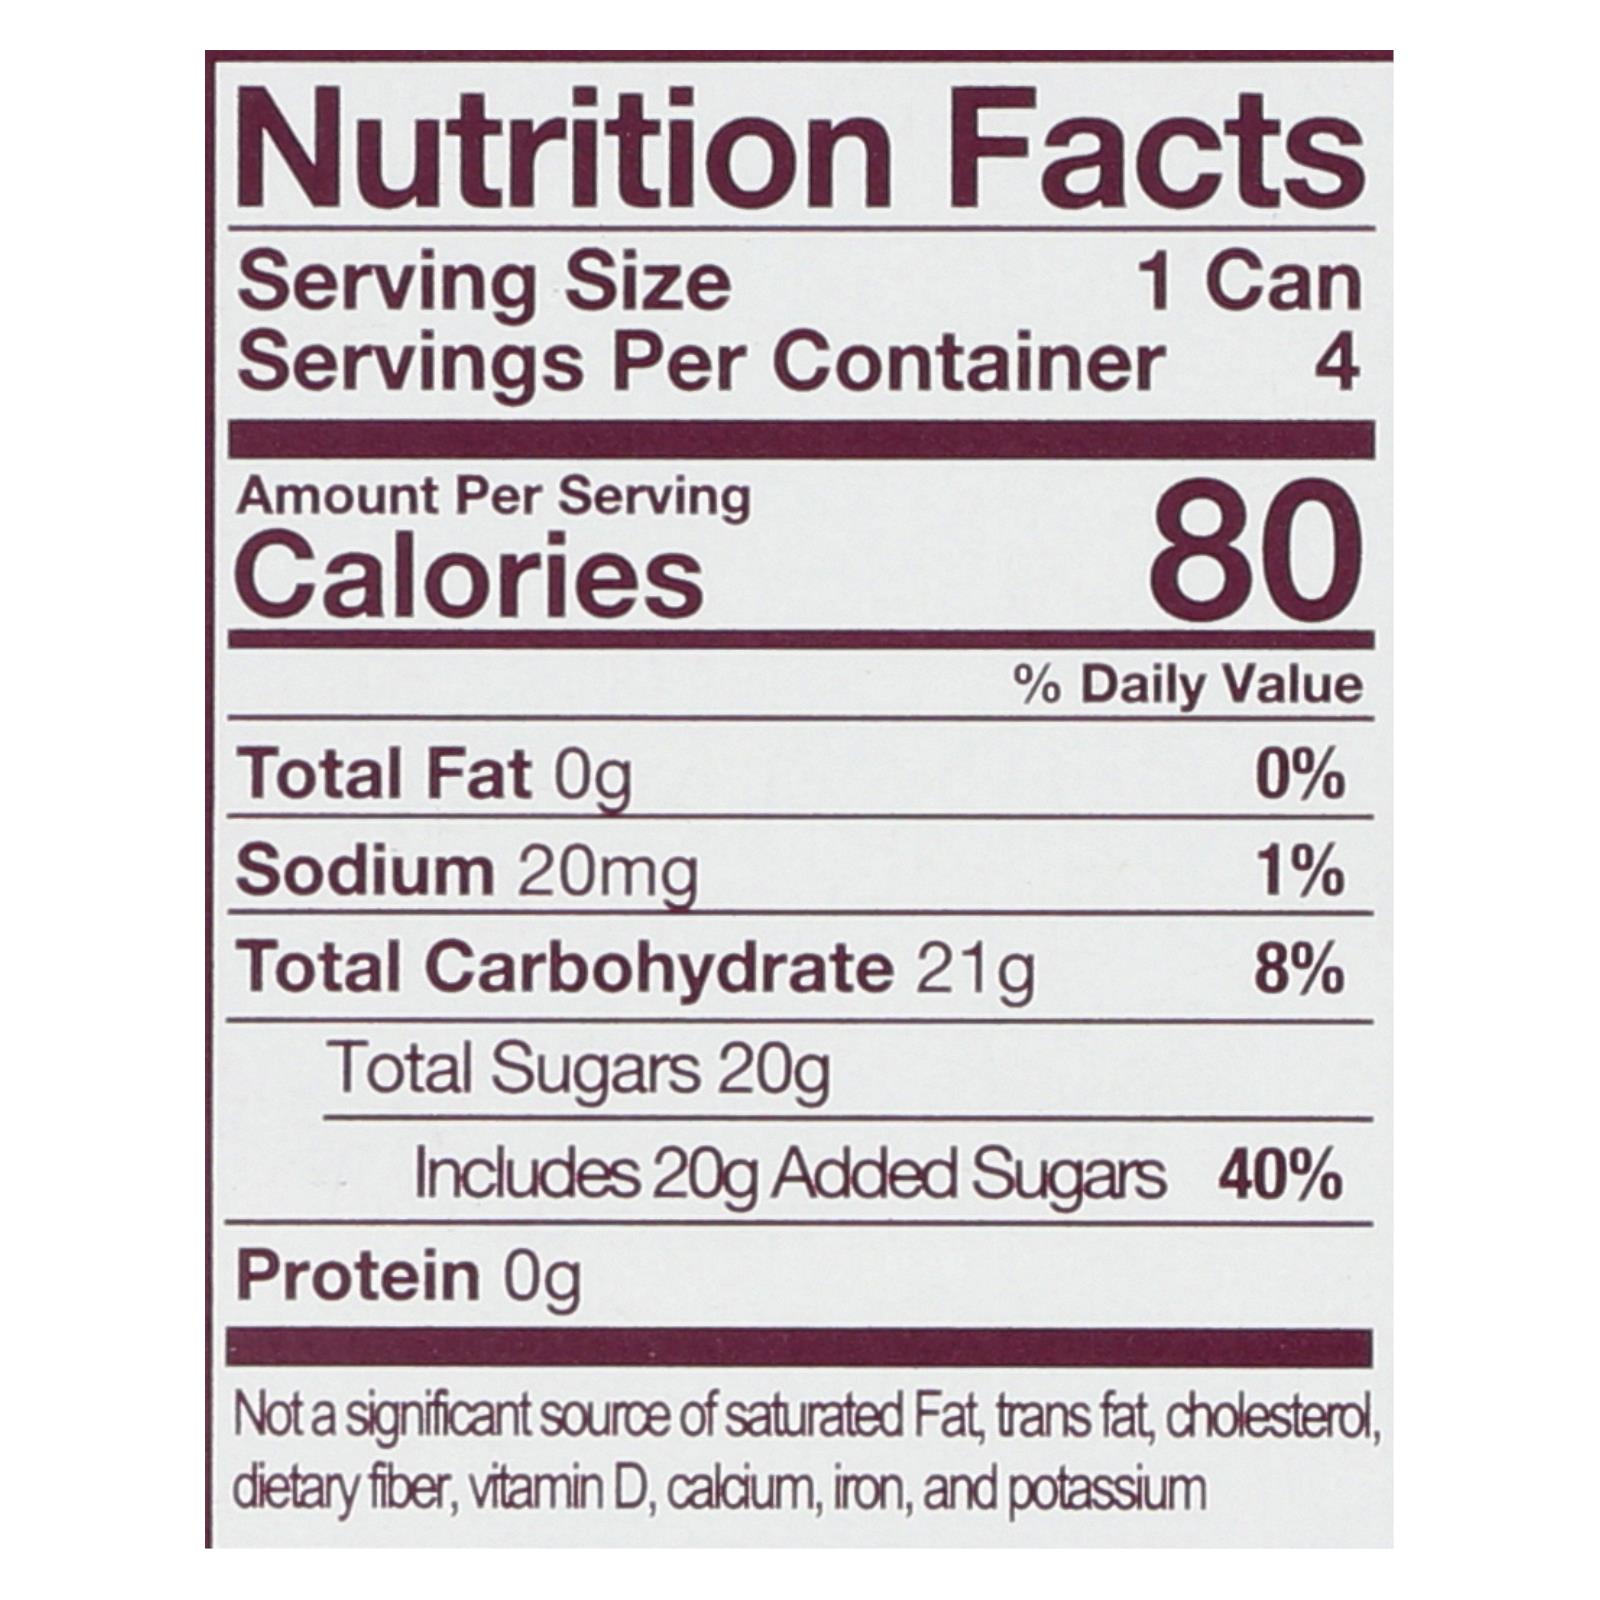 Nutrition Facts
Serving Size 1 Can
Servings Per Container 4
Amount Per Serving
Calories 80
% Daily Value
Total Fat 0g 0%
Sodium 20mg 1%
Total Carbohydrate 21g 8%
Total Sugars 20g
Includes 20g Added Sugars 40%
Protein 0g
Not a significant source of saturated Fat, trans fat, cholesterol,
dietary fiber, vitamin D, calcium, iron, and potassium